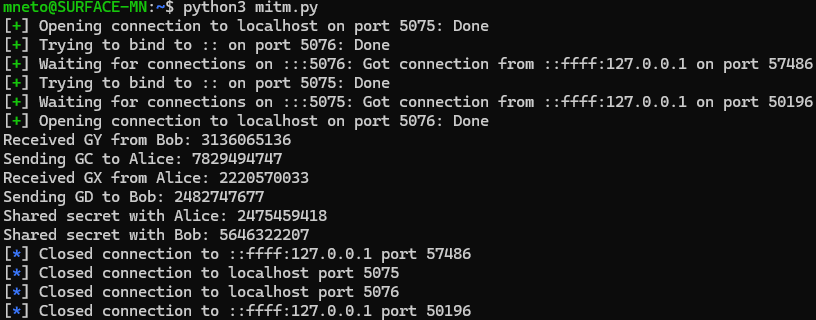 mneto@SURFACE-MN:~$ python3 mitm.py
[+] Opening connection to localhost on port 5075: Done
[+] Trying to bind to :: on port 5076: Done
[+] Waiting for connections on :::5076: Got connection from ::ffff:127.0.0.1 on port 57486
[+] Trying to bind to :: on port 5075: Done
[+] Waiting for connections on :::5075: Got connection from ::ffff:127.0.0.1 on port 50196
[+] Opening connection to localhost on port 5076: Done
Received GY from Bob: 3136065136
Sending GC to Alice: 7829494747
Received GX from Alice: 2220570033
Sending GD to Bob: 2482747677
Shared secret with Alice: 2475459418
Shared secret with Bob: 5646322207
[*] Closed connection to ::ffff:127.0.0.1 port 57486
[*] Closed connection to localhost port 5075
[*] Closed connection to localhost port 5076
[*] Closed connection to ::ffff:127.0.0.1 port 50196